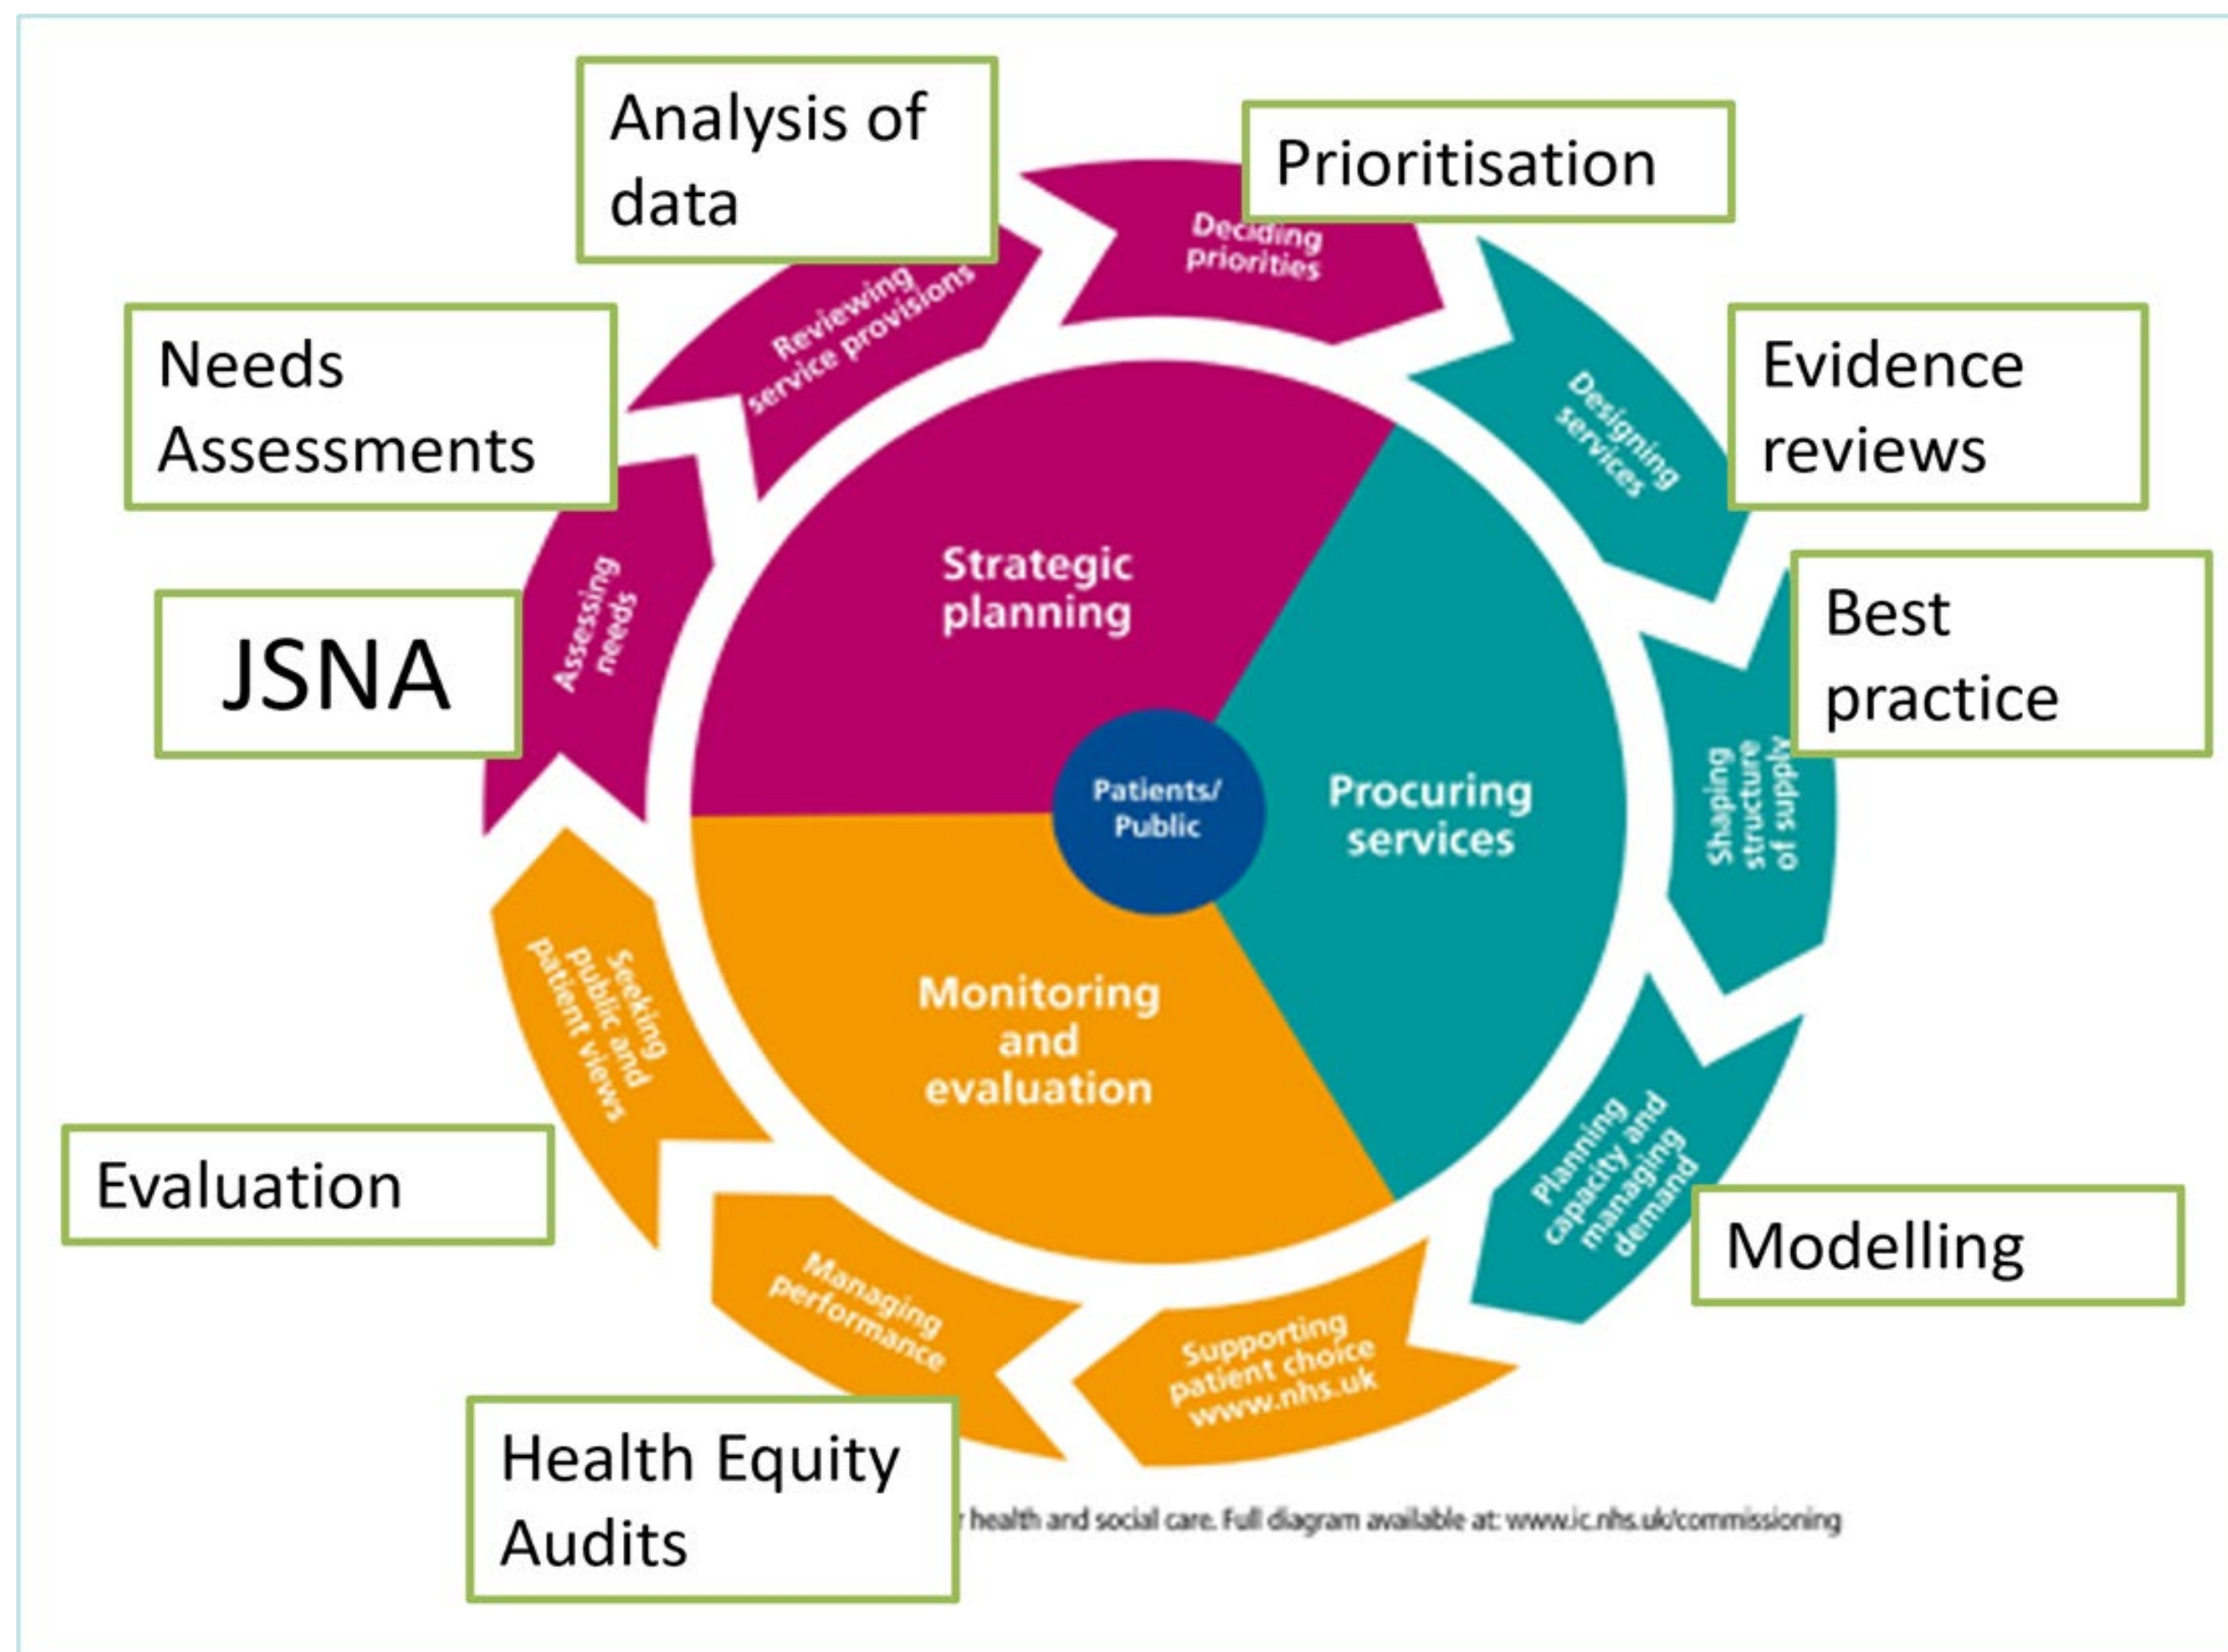 Analysis of
data
Prioritisation
Deciding
priorities
Reviewing
service provisions
Needs
Assessments
Designing
services
Evidence
reviews
Assessing
needs
JSNA
Strategic
planning
Best
practice
Shaping
structure
of supply
Patients/
Public
Procuring
services
Seeking
public and
patient views
Monitoring
and
evaluation
Planning
capacity and
managing
demand
Evaluation
Modelling
Managing
performance
Supporting
patient choice
www.nhs.uk
Health Equity
Audits
health and social care. Full diagram available at: www.ic.nhs.uk/commissioning